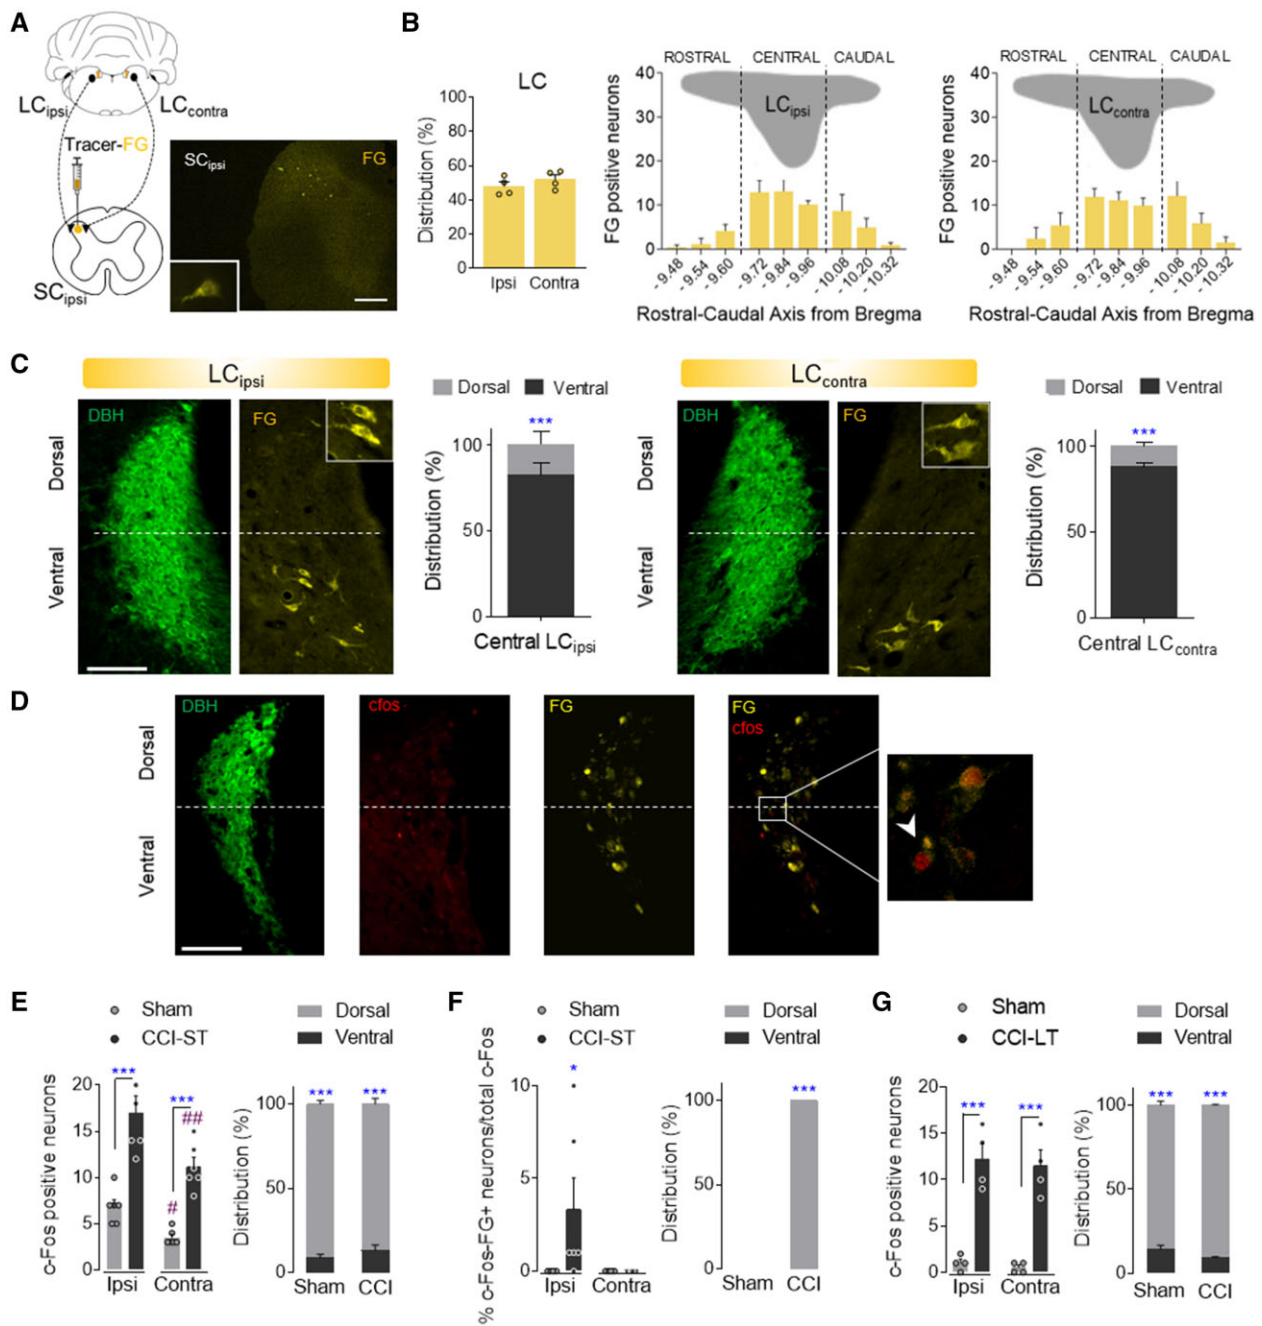 A
LCipsi
LCcontra
Tracer-FG
SCipsi
SCipsi
FG
B
LC
Distribution (%)
100
80
60
40
20
0
Ipsi Contra
ROSTRAL CENTRAL CAUDAL
FG positive neurons
40
30
20
10
0
LCipsi
- 9.48 - 9.54 - 9.60 - 9.72 - 9.84 - 9.96 - 10.08 - 10.20 - 10.32
Rostral-Caudal Axis from Bregma
ROSTRAL CENTRAL CAUDAL
FG positive neurons
40
30
20
10
0
LCcontra
- 9.48 - 9.54 - 9.60 - 9.72 - 9.84 - 9.96 - 10.08 - 10.20 - 10.32
Rostral-Caudal Axis from Bregma
C
LCipsi
DBH
FG
Dorsal
Ventral
Dorsal Ventral
***
Distribution (%)
100
50
0
Central LCipsi
LCcontra
DBH
FG
Dorsal
Ventral
Dorsal Ventral
***
Distribution (%)
100
50
0
Central LCcontra
D
Dorsal
Ventral
DBH
cfos
FG
FG
cfos
E
Sham
CCI-ST
c-Fos positive neurons
20
15
10
5
0
***
***
##
#
Ipsi Contra
Dorsal
Ventral
Distribution (%)
100
50
0
*** ***
Sham CCI
F
Sham
CCI-ST
% c-Fos-FG+ neurons/total c-Fos
10
5
0
*
Ipsi Contra
Dorsal
Ventral
Distribution (%)
100
50
0
***
Sham CCI
G
Sham
CCI-LT
c-Fos positive neurons
20
15
10
5
0
*** ***
Ipsi Contra
Dorsal
Ventral
Distribution (%)
100
50
0
*** ***
Sham CCI